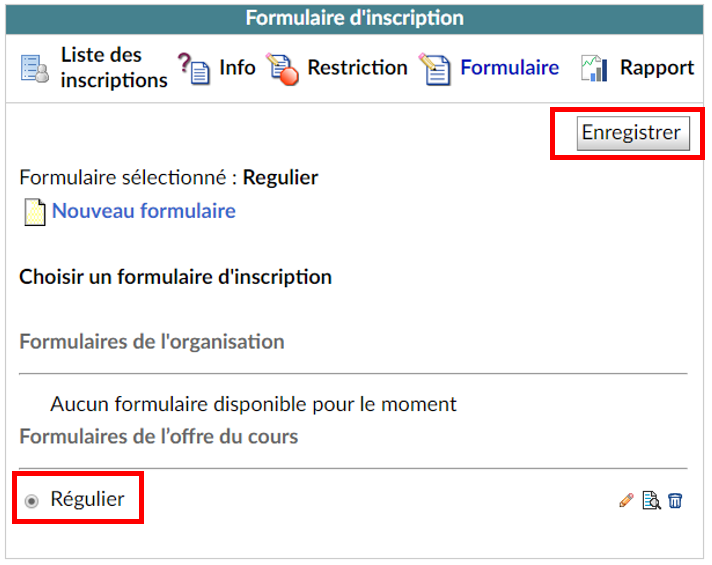 Formulaire d'inscription
Liste des
inscriptions
Info
Restriction
Formulaire
Rapport
Enregistrer
Formulaire sélectionné : Regulier
Nouveau formulaire
Choisir un formulaire d'inscription
Formulaires de l'organisation
Aucun formulaire disponible pour le moment
Formulaires de l’offre du cours
Régulier